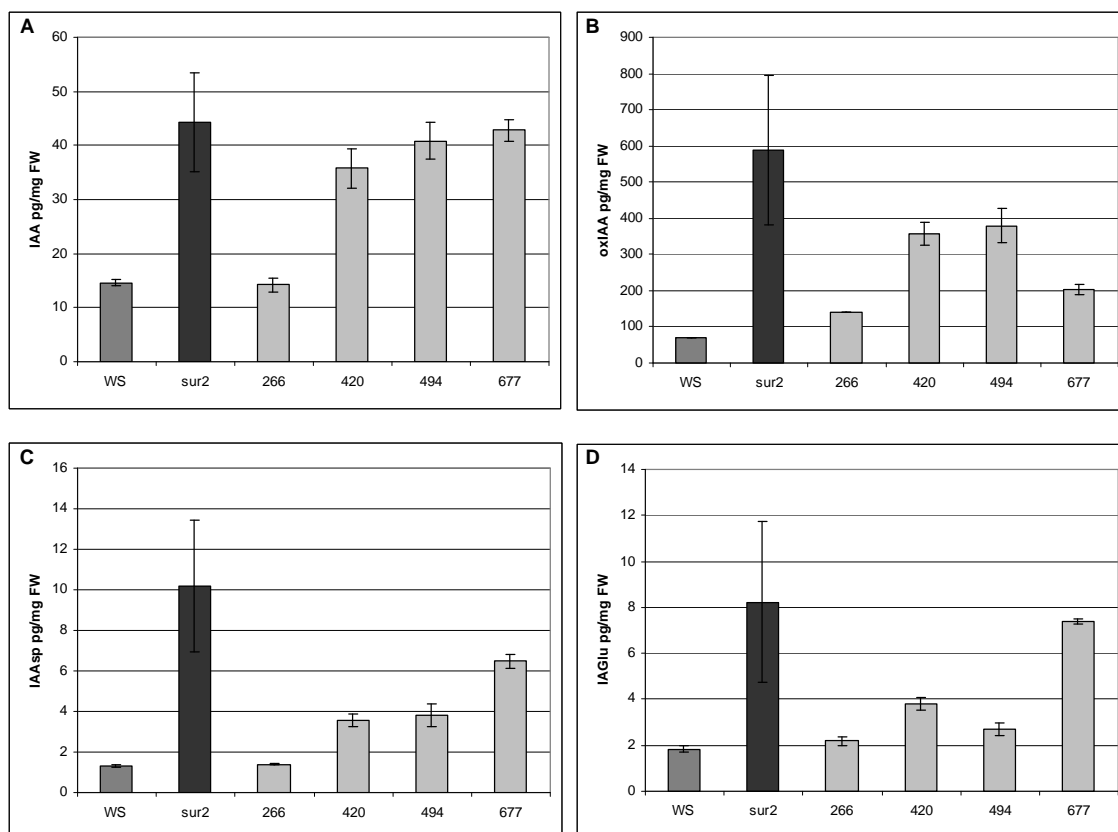 A
60
50
40
30
20
10
0
IAA pg/mg FW
WS sur2 266 420 494 677
B
900
800
700
600
500
400
300
200
100
0
oxIAA pg/mg FW
WS sur2 266 420 494 677
C
16
14
12
10
8
6
4
2
0
IAAsp pg/mg FW
WS sur2 266 420 494 677
D
14
12
10
8
6
4
2
0
IAGlu pg/mg FW
WS sur2 266 420 494 677